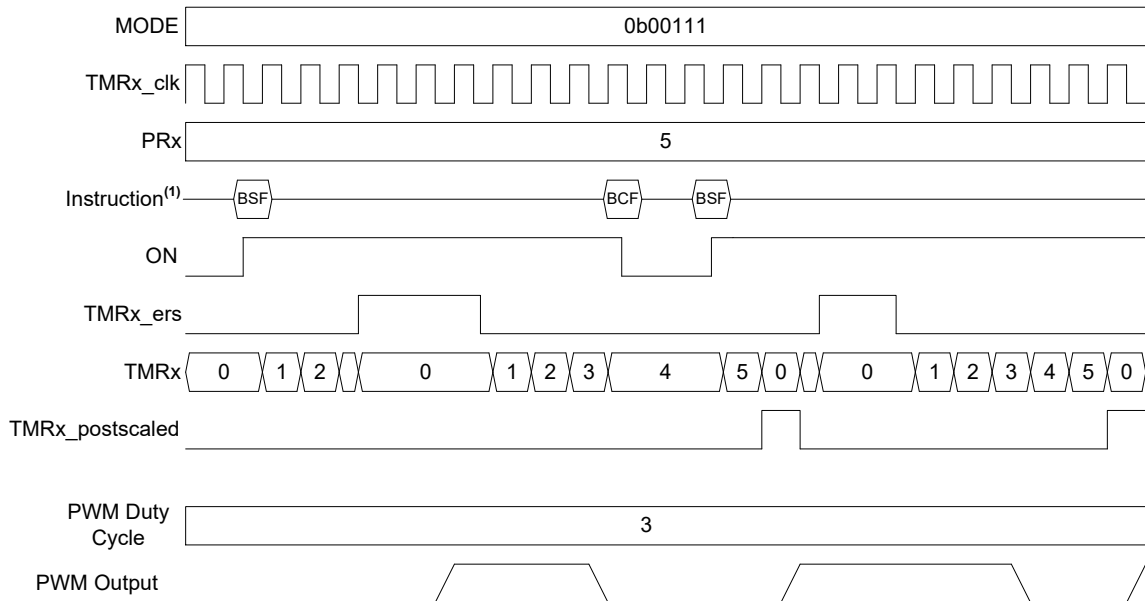 MODE 0b00111
TMRx_clk
PRx 5
Instruction(1) BSF BCF BSF
ON
TMRx_ers
TMRx 0 1 2 0 1 2 3 4 5 0 0 1 2 3 4 5 0
TMRx_postscaled
PWM Duty
Cycle 3
PWM Output